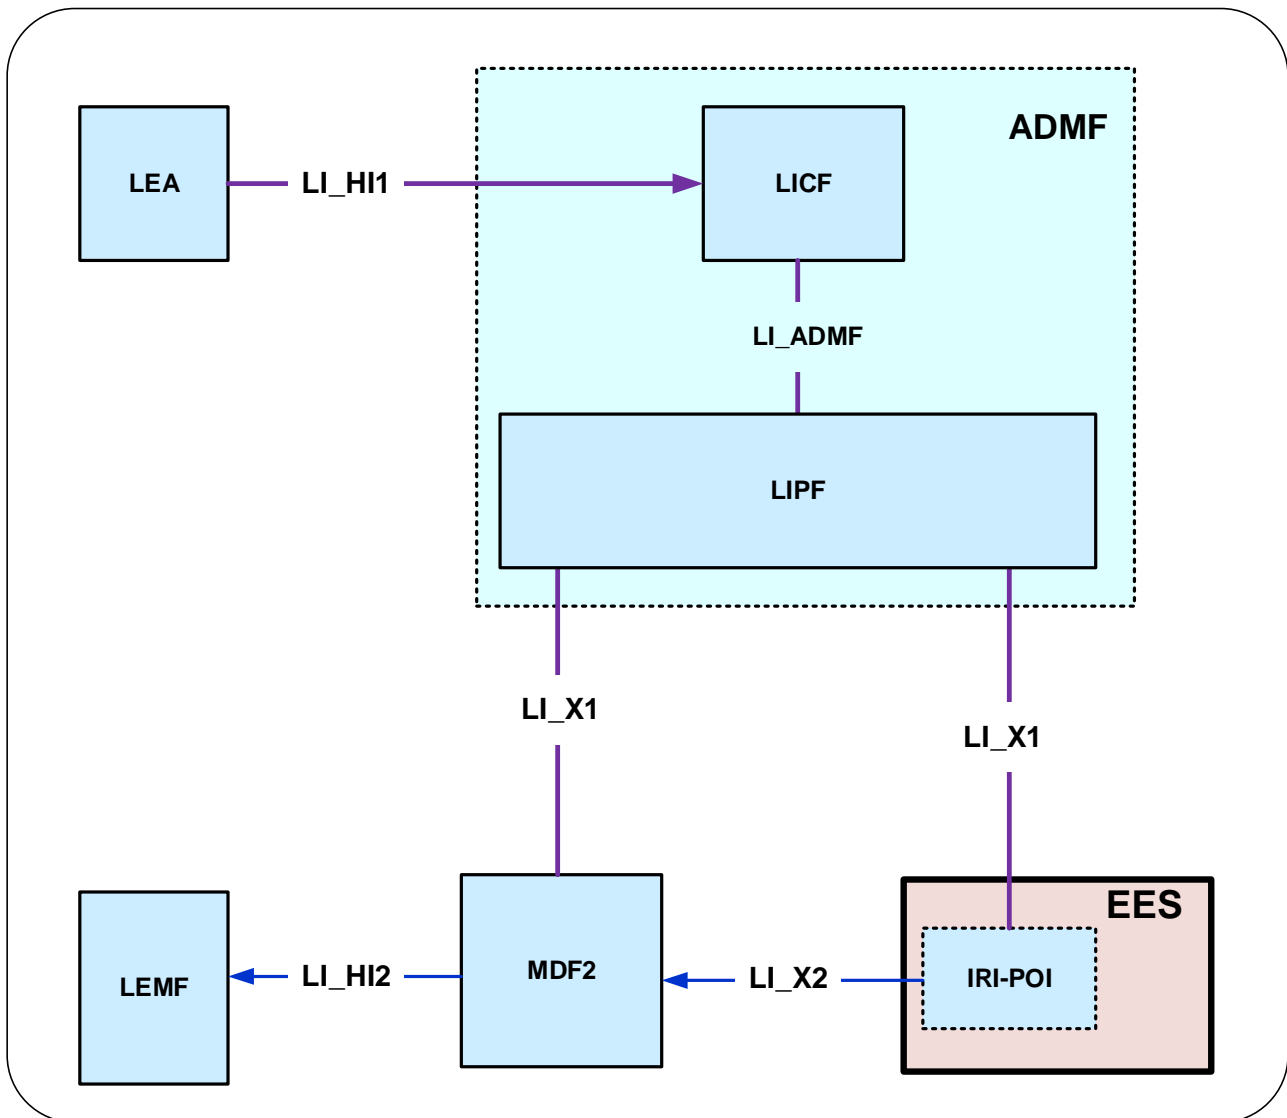 ADMF
LEA
LI_HI1
LICF
LI_ADMF
LIPF
LI_X1
LI_X1
EES
LEMF
LI_HI2
MDF2
LI_X2
IRI-POI